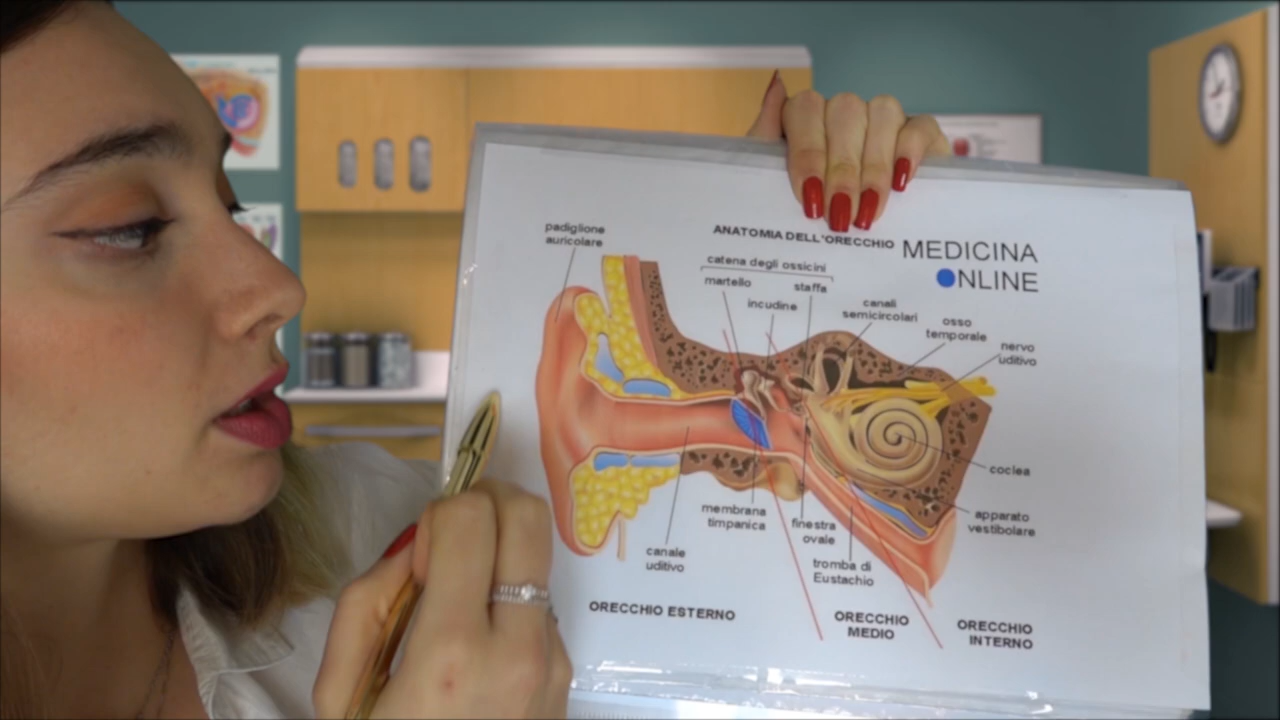 ANATOMIA DELL'ORECCHIO
MEDICINA
ONLINE
padiglione
auricolare
catena degli ossicini
martello
staffa
incudine
canali
semicircolari
osso
temporale
nervo
uditivo
coclea
apparato
vestibolare
membrana
timpanica
finestra
ovale
canale
uditivo
tromba di
Eustachio
ORECCHIO ESTERNO
ORECCHIO
MEDIO
ORECCHIO
INTERNO